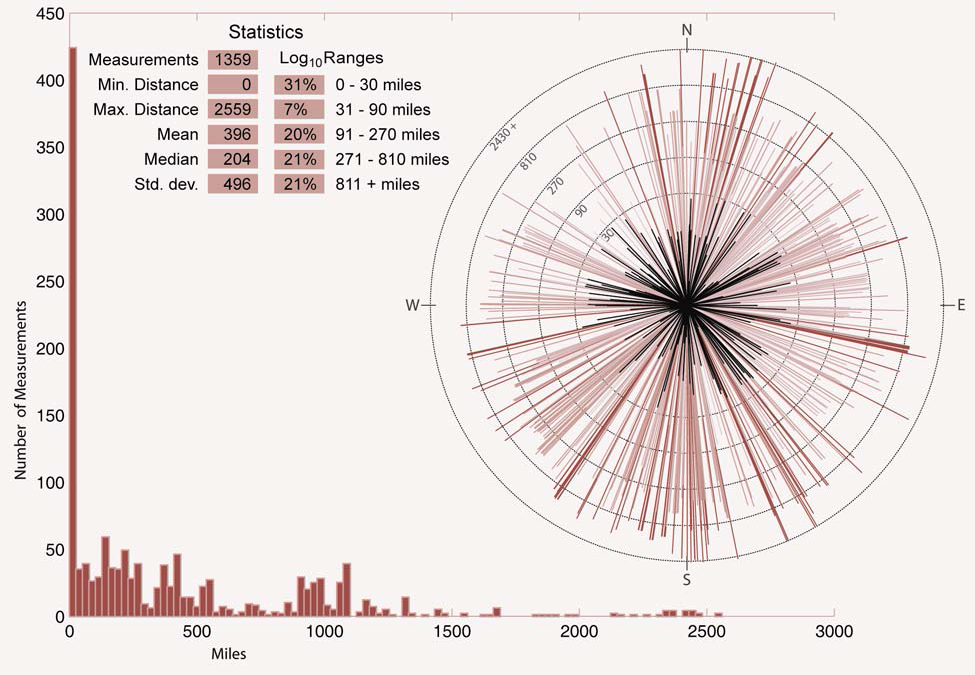 Statistics
Measurements 1359 Log10Ranges
Min. Distance 0 31% 0 - 30 miles
Max. Distance 2559 7% 31 - 90 miles
Mean 396 20% 91 - 270 miles
Median 204 21% 271 - 810 miles
Std. dev. 496 21% 811 + miles
450
400
350
300
250
200
150
100
50
0
Number of Measurements
0 500 1000 1500 2000 2500 3000
Miles
N
2430 +
810
270
90
30
W
E
S